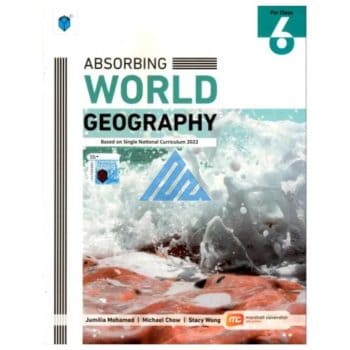 For Class
6
ABSORBING
WORLD
GEOGRAPHY
Based on Single National Curriculum 2022
Jumilia Mohamed / Michael Chow / Stacy Wong
marshall cavendish